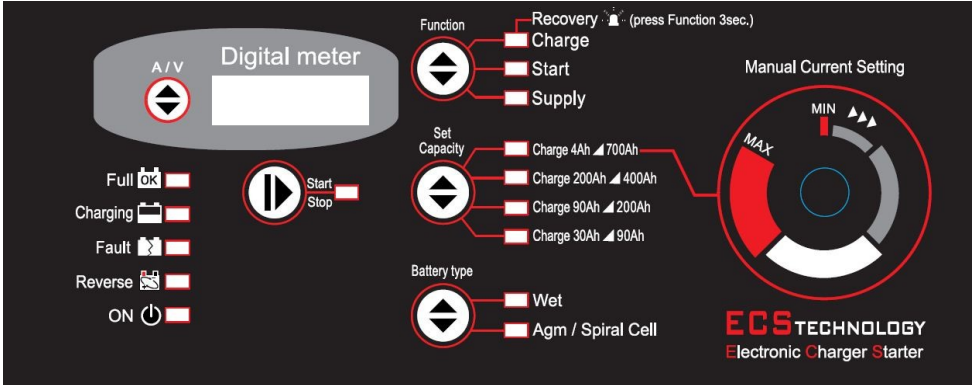 Digital meter
A / V
Function
Recovery (press Function 3sec.)
Charge
Start
Supply
Manual Current Setting
MIN
MAX
Set
Capacity
Charge 4Ah 700Ah
Charge 200Ah 400Ah
Charge 90Ah 200Ah
Charge 30Ah 90Ah
Full OK
Charging
Fault
Reverse
ON
Start
Stop
Battery type
Wet
Agm / Spiral Cell
ECS TECHNOLOGY
Electronic Charger Starter